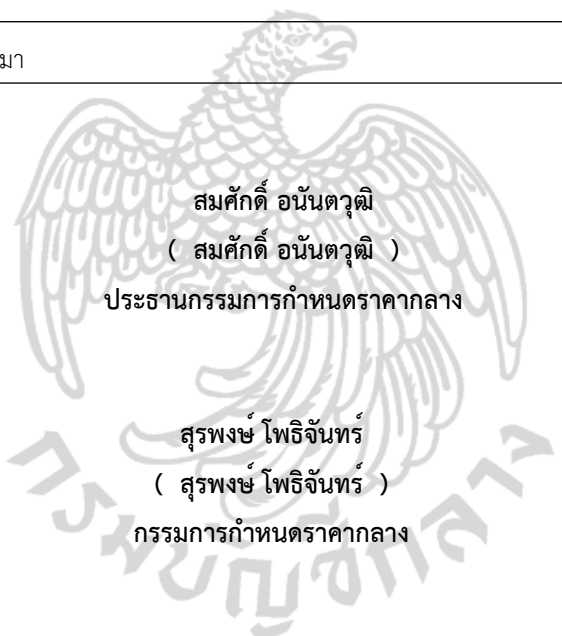 มา
สมศักดิ์ อนันตวุฒิ
( สมศักดิ์ อนันตวุฒิ )
ประธานกรรมการกำหนดราคากลาง
สุรพงษ์ โพธิจันทร์
( สุรพงษ์ โพธิจันทร์ )
กรรมการกำหนดราคากลาง
กรมบัญชีกลาง